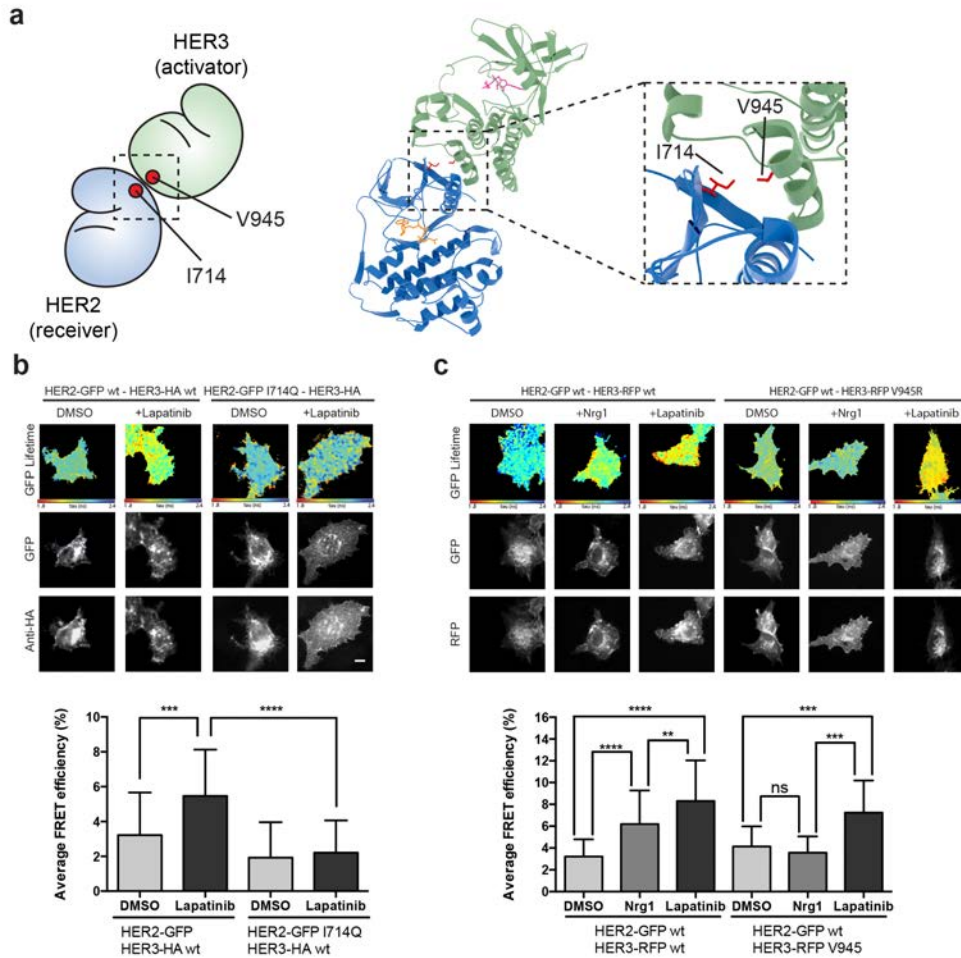 a
HER3
(activator)
V945
I714
HER2
(receiver)
V945
I714
b
HER2-GFP wt - HER3-HA wt HER2-GFP I714Q - HER3-HA
DMSO +Lapatinib DMSO +Lapatinib
GFP Lifetime
GFP
Anti-HA
Average FRET efficiency (%)
10
8
6
4
2
0
*** ****
DMSO Lapatinib DMSO Lapatinib
HER2-GFP HER2-GFP I714Q
HER3-HA wt HER3-HA wt
c
HER2-GFP wt - HER3-RFP wt HER2-GFP wt - HER3-RFP V945R
DMSO +Nrg1 +Lapatinib DMSO +Nrg1 +Lapatinib
GFP Lifetime
GFP
RFP
Average FRET efficiency (%)
16
14
12
10
8
6
4
2
0
**** ***
**** ** ns ***
DMSO Nrg1 Lapatinib DMSO Nrg1 Lapatinib
HER2-GFP wt HER2-GFP wt
HER3-RFP wt HER3-RFP V945